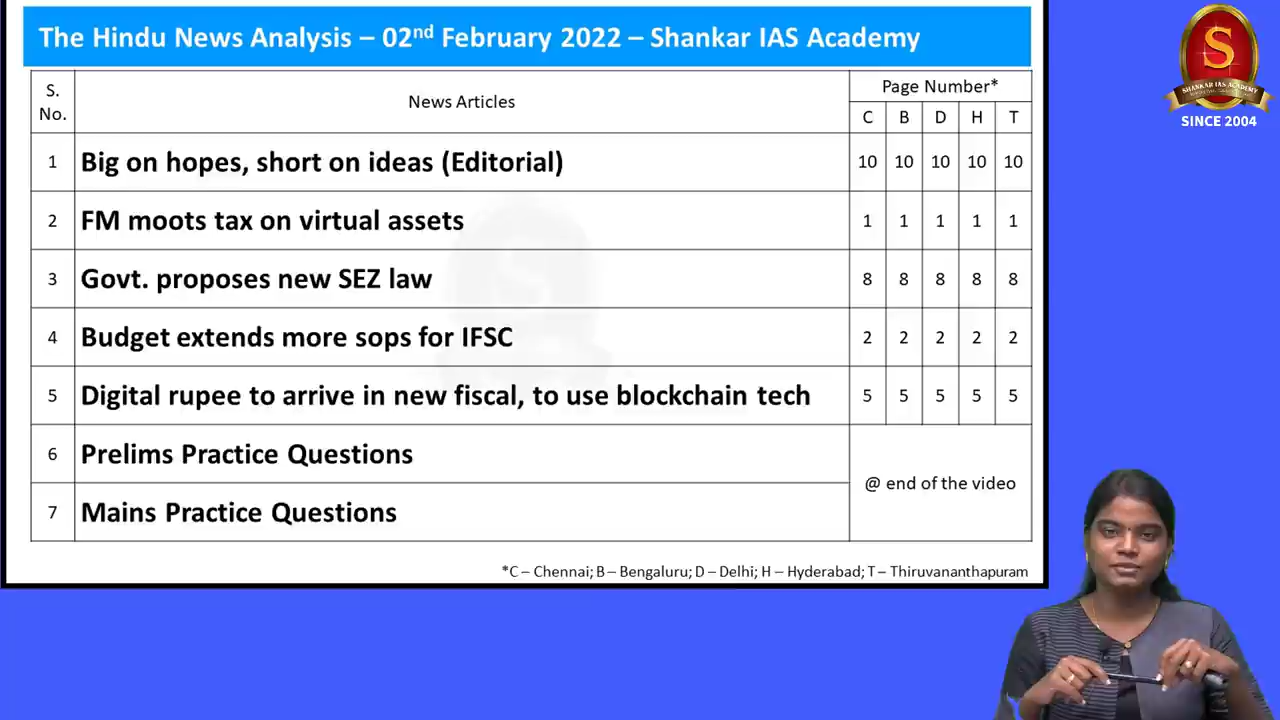 The Hindu News Analysis – 02nd February 2022 – Shankar IAS Academy
S. No. News Articles Page Number*
C B D H T
1 Big on hopes, short on ideas (Editorial) 10 10 10 10 10
2 FM moots tax on virtual assets 1 1 1 1 1
3 Govt. proposes new SEZ law 8 8 8 8 8
4 Budget extends more sops for IFSC 2 2 2 2 2
5 Digital rupee to arrive in new fiscal, to use blockchain tech 5 5 5 5 5
6 Prelims Practice Questions
@ end of the video
7 Mains Practice Questions
*C – Chennai; B – Bengaluru; D – Delhi; H – Hyderabad; T – Thiruvananthapuram
S
SHANKAR IAS ACADEMY
SINCE 2004